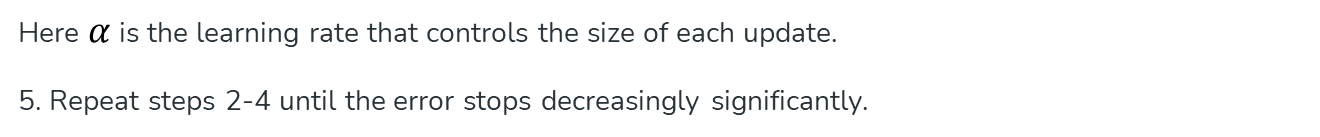 Here α is the learning rate that controls the size of each update.
5. Repeat steps 2-4 until the error stops decreasingly significantly.